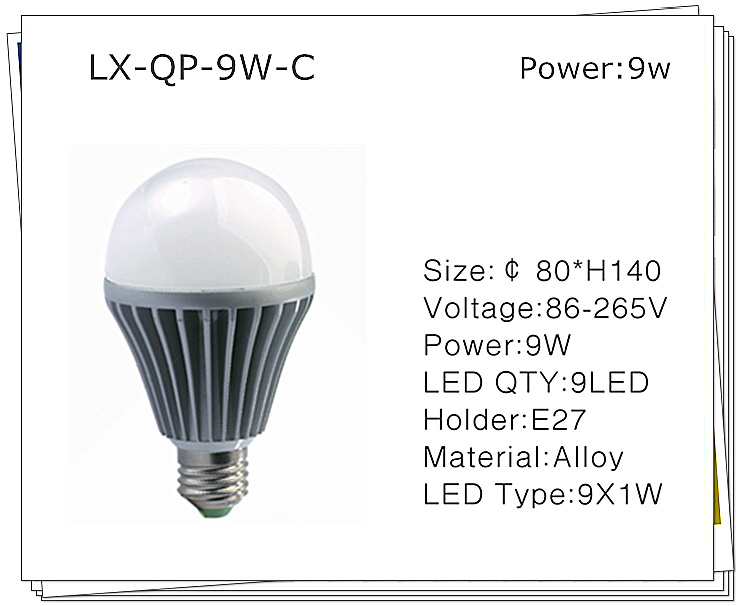 LX-QP-9W-C
Power:9w
Size: ¢ 80*H140
Voltage:86-265V
Power:9W
LED QTY:9LED
Holder:E27
Material:Alloy
LED Type:9X1W